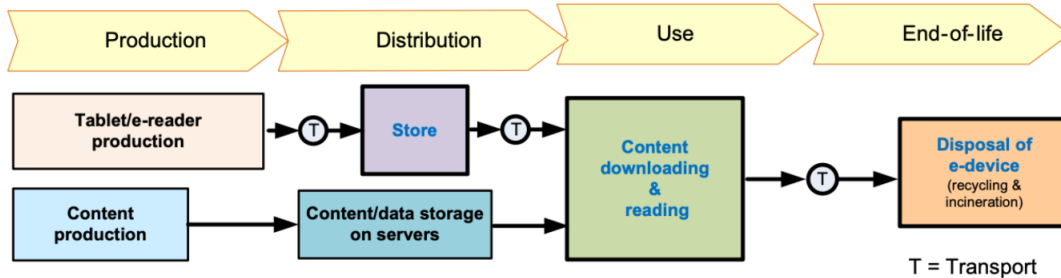 Production
Distribution
Use
End-of-life
Tablet/e-reader
production
T
Store
T
Content
downloading
&
reading
T
Disposal of
e-device
(recycling &
incineration)
Content
production
Content/data storage
on servers
T = Transport